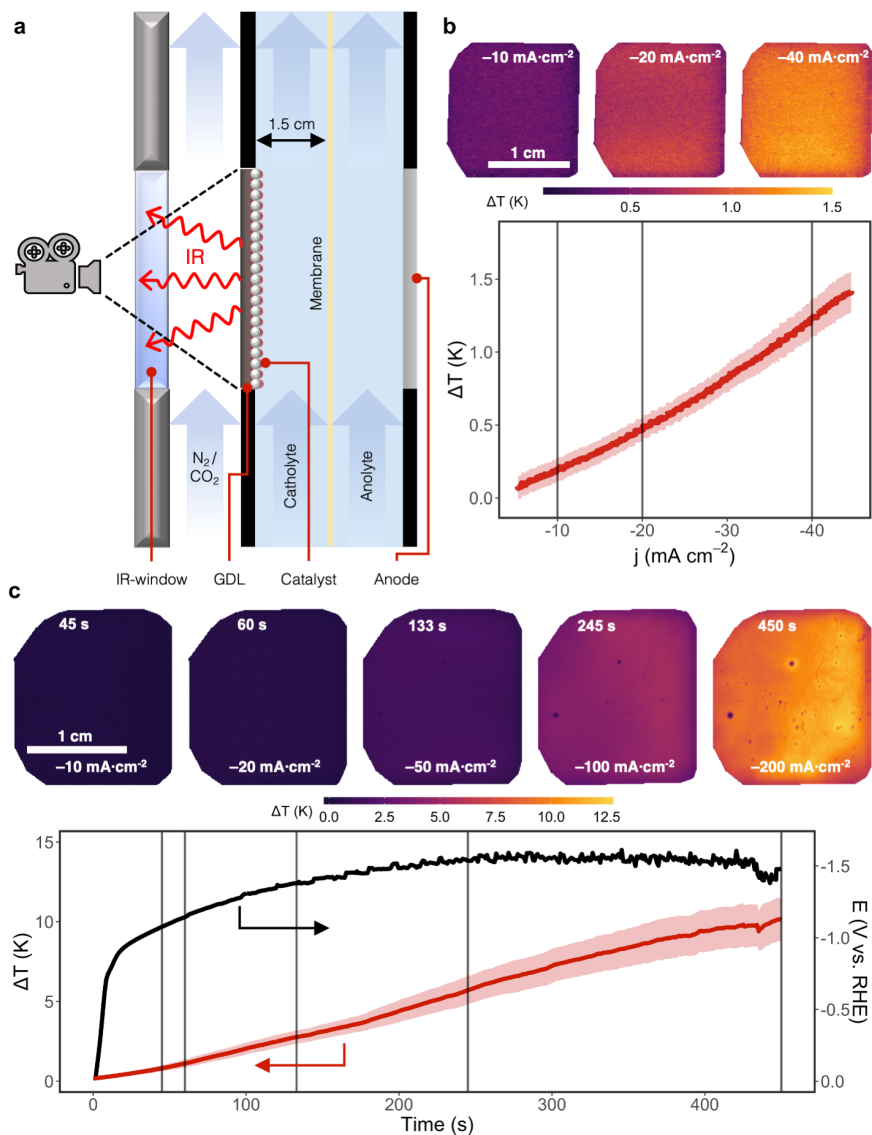 a
1.5 cm
IR
Membrane
N₂/
CO₂
Catholyte
Anolyte
IR-window
GDL
Catalyst
Anode
b
–10 mA·cm⁻²
–20 mA·cm⁻²
–40 mA·cm⁻²
1 cm
ΔT (K)
0.5
1.0
1.5
ΔT (K)
1.5
1.0
0.5
0.0
-10
-20
-30
-40
j (mA cm⁻²)
c
45 s
60 s
133 s
245 s
450 s
1 cm
–10 mA·cm⁻²
–20 mA·cm⁻²
–50 mA·cm⁻²
–100 mA·cm⁻²
–200 mA·cm⁻²
ΔT (K)
0.0
2.5
5.0
7.5
10.0
12.5
ΔT (K)
15
10
5
0
-1.5
-1.0
-0.5
0.0
E (V vs. RHE)
0
100
200
300
400
Time (s)